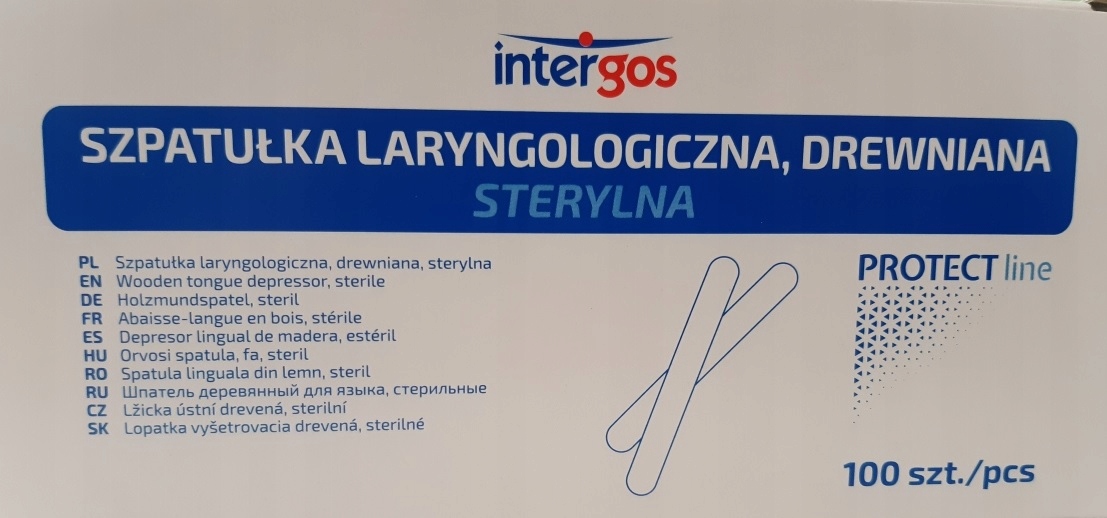 intergos
SZPATUŁKA LARYNGOLOGICZNA, DREWNIANA
STERYLNA
PL Szpatułka laryngologiczna, drewniana, sterylna
EN Wooden tongue depressor, sterile
DE Holzmundspatel, steril
FR Abaisse-langue en bois, stérile
ES Depresor lingual de madera, estéril
HU Orvosi spatula, fa, steril
RO Spatula linguala din lemn, steril
RU Шпатель деревянный для языка, стерильные
CZ Lžicka ústní drevená, sterilní
SK Lopatka vyšetrovacia drevená, sterilné
PROTECT line
100 szt./pcs